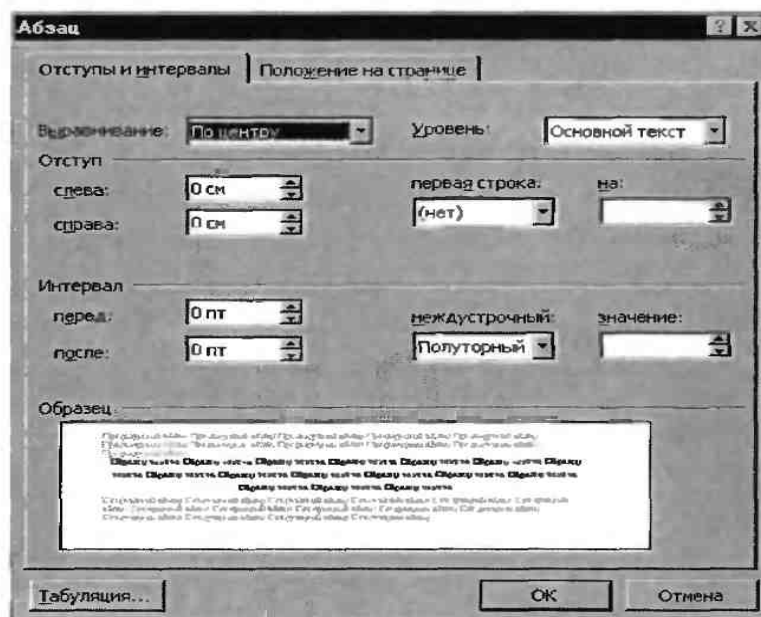 Абзац
Отступы и интервалы Положение на странице
Выравнивание: По центру Уровень: Основной текст
Отступ
слева: 0 см первая строка: на:
справа: 0 см (нет)
Интервал
перед: 0 пт междустрочный: значение:
после: 0 пт Полуторный
Образец
Табуляция... ОК Отмена